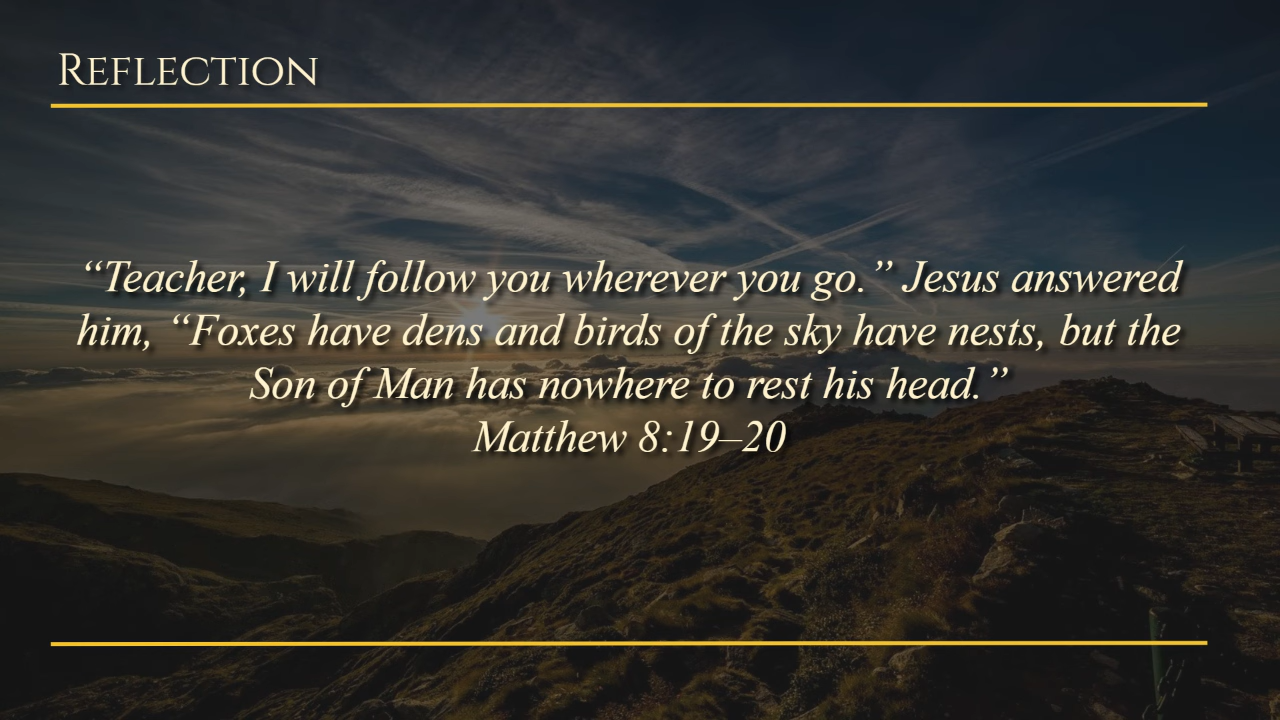 Reflection
“Teacher, I will follow you wherever you go.” Jesus answered
him, “Foxes have dens and birds of the sky have nests, but the
Son of Man has nowhere to rest his head.”
Matthew 8:19–20